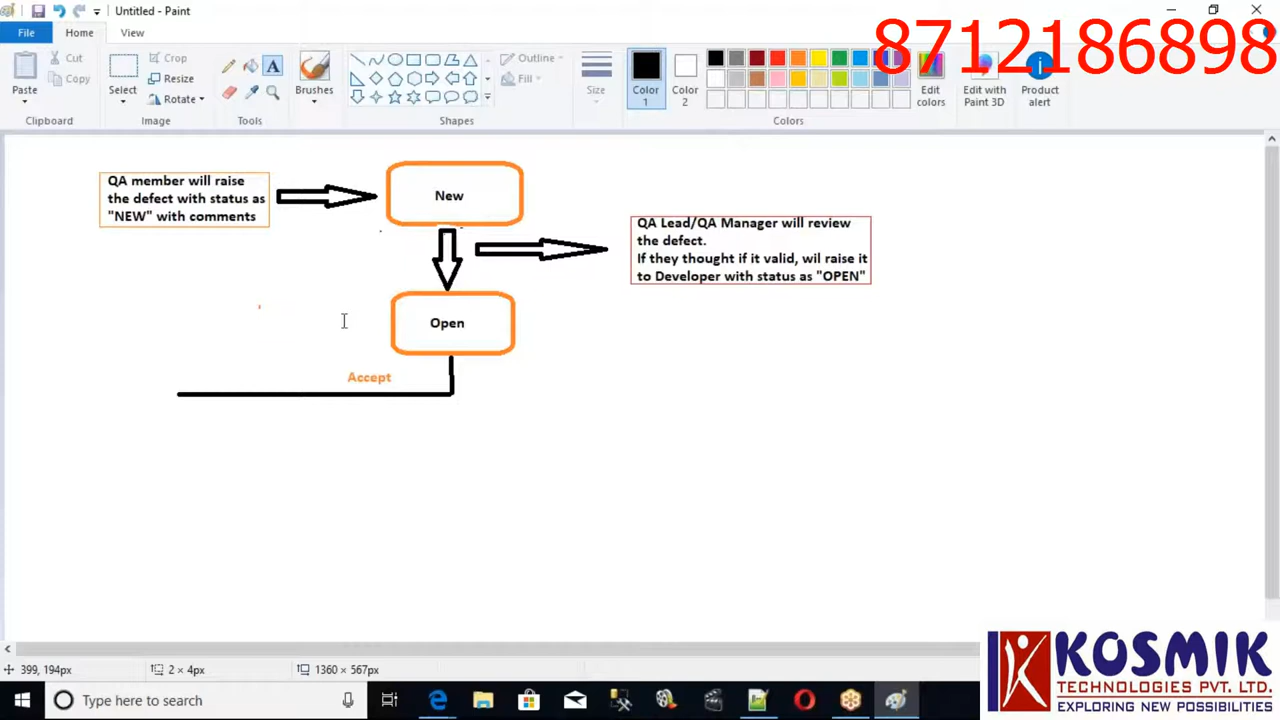 Untitled - Paint
8712186898
File
Home
View
Paste
Cut
Copy
Clipboard
Select
Crop
Resize
Rotate
Image
A
Tools
Brushes
Outline
Fill
Shapes
Size
Color
1
Color
2
Edit
colors
Colors
Edit with
Paint 3D
Product
alert
QA member will raise
the defect with status as
"NEW" with comments
New
QA Lead/QA Manager will review
the defect.
If they thought if it valid, wil raise it
to Developer with status as "OPEN"
Open
Accept
399, 194px
2 × 4px
1360 × 567px
Type here to search
KOSMIK
TECHNOLOGIES PVT. LTD.
EXPLORING NEW POSSIBILITIES